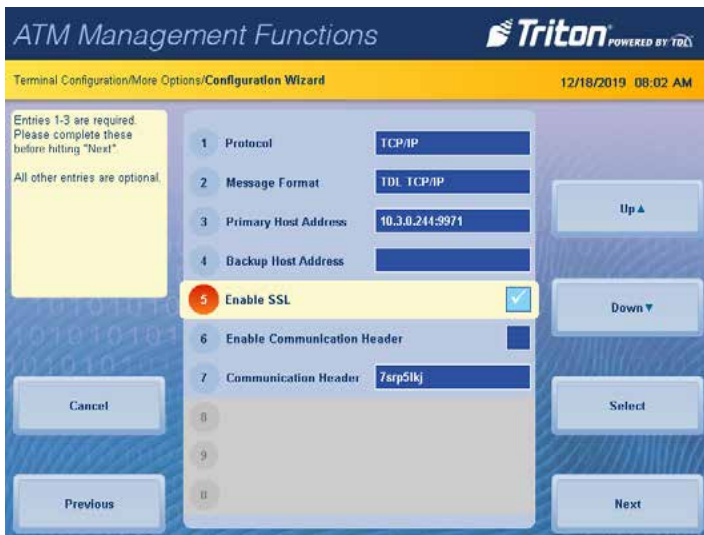 ATM Management Functions
Triton POWERED BY TDL
Terminal Configuration/More Options/Configuration Wizard
12/18/2019 08:02 AM
Entries 1-3 are required.
Please complete these
before hitting "Next".
All other entries are optional.
1 Protocol TCP/IP
2 Message Format TDL TCP/IP
3 Primary Host Address 10.3.0.244:9971
4 Backup Host Address
5 Enable SSL
6 Enable Communication Header
7 Communication Header 7srp5lkj
8
9
0
Cancel
Previous
Up
Down
Select
Next